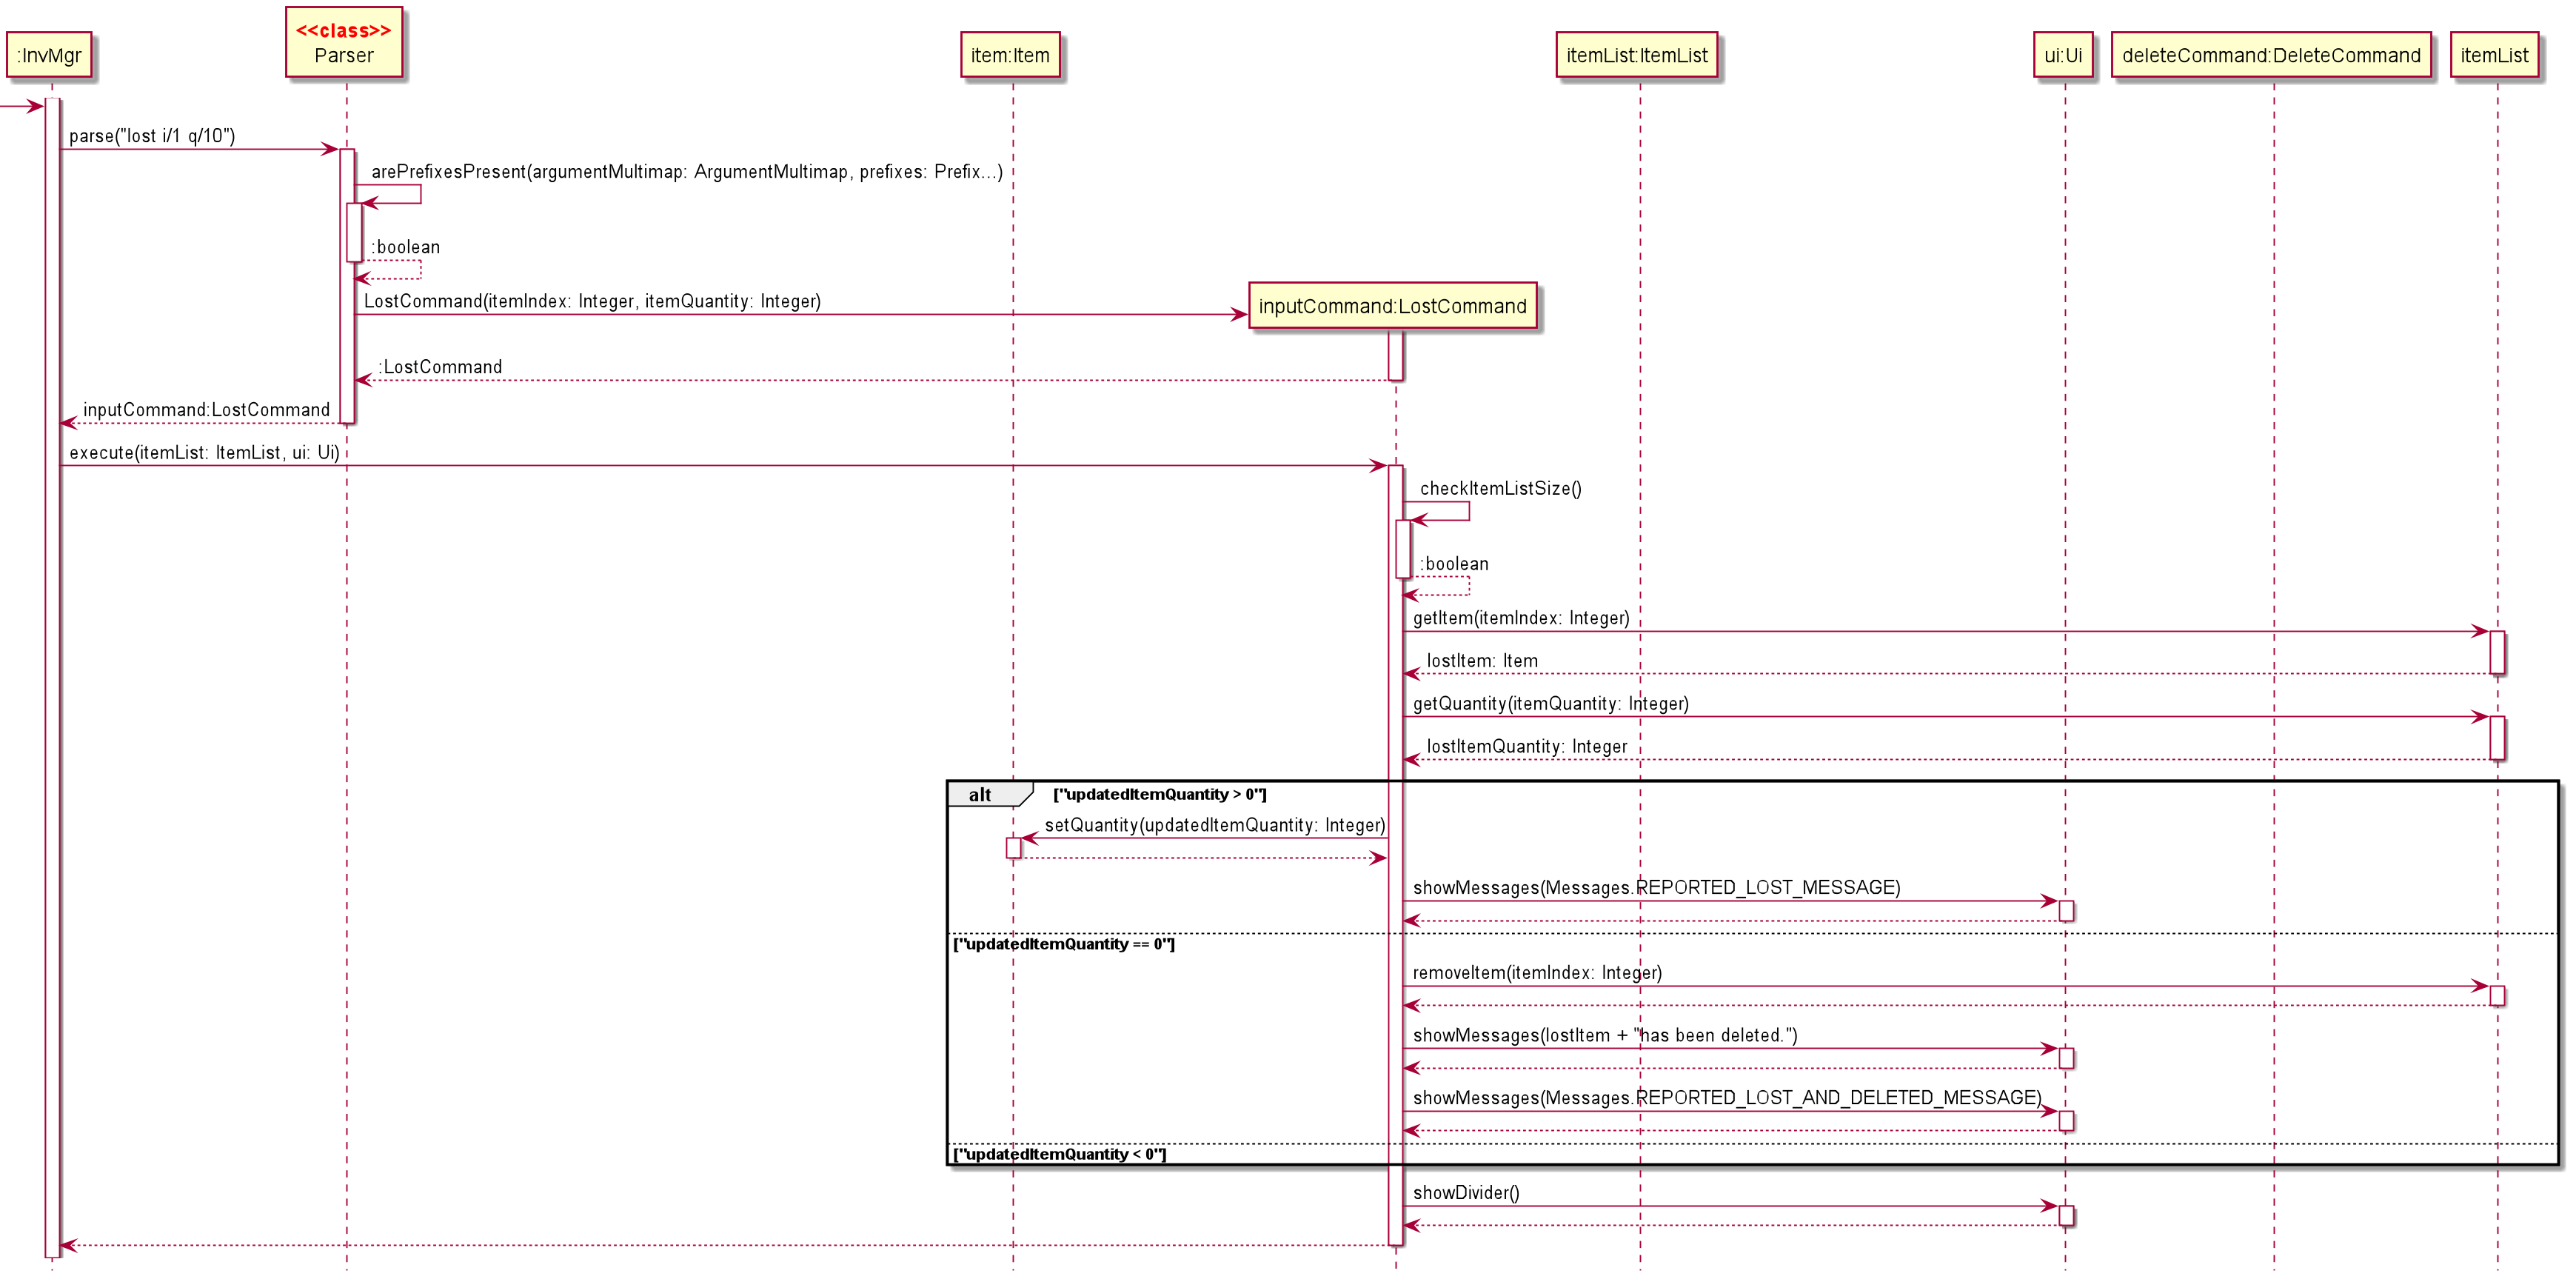 :InvMgr
<<class>>
Parser
item:Item
itemList:ItemList
ui:Ui
deleteCommand:DeleteCommand
itemList
parse("lost i/1 q/10")
arePrefixesPresent(argumentMultimap: ArgumentMultimap, prefixes: Prefix...)
:boolean
LostCommand(itemIndex: Integer, itemQuantity: Integer)
inputCommand:LostCommand
:LostCommand
inputCommand:LostCommand
execute(itemList: ItemList, ui: Ui)
checkItemListSize()
:boolean
getItem(itemIndex: Integer)
lostItem: Item
getQuantity(itemQuantity: Integer)
lostItemQuantity: Integer
alt ["updatedItemQuantity > 0"]
setQuantity(updatedItemQuantity: Integer)
showMessages(Messages.REPORTED_LOST_MESSAGE)
["updatedItemQuantity == 0"]
removeItem(itemIndex: Integer)
showMessages(lostItem + "has been deleted.")
showMessages(Messages.REPORTED_LOST_AND_DELETED_MESSAGE)
["updatedItemQuantity < 0"]
showDivider()